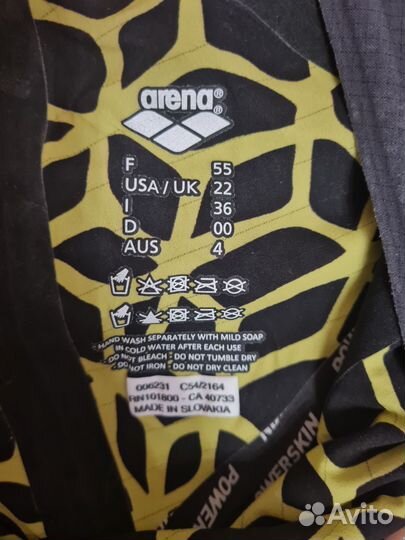 arena®
®
F 55
USA / UK 22
I 36
D 00
AUS 4
HAND WASH SEPARATELY WITH MILD SOAP
IN COLD WATER AFTER EACH USE
- DO NOT BLEACH - DO NOT TUMBLE DRY
- DO NOT IRON - DO NOT DRY CLEAN
006231 C54/2164
RN101800 - CA 40733
MADE IN SLOVAKIA
POWERSKIN
POWER
Avito